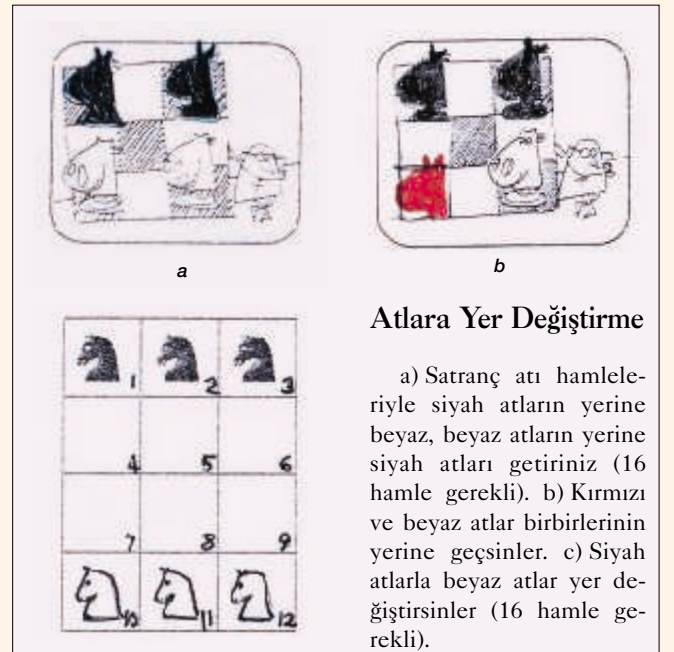 a
b
1 2 3
4 5 6
7 8 9
10 11 12
Atlara Yer Değiştirme
a) Satranç atı hamlele-
riyle siyah atların yerine
beyaz, beyaz atların yerine
siyah atları getiriniz (16
hamle gerekli). b) Kırmızı
ve beyaz atlar birbirlerinin
yerine geçsinler. c) Siyah
atlarla beyaz atlar yer de-
ğiştirsinler (16 hamle ge-
rekli).